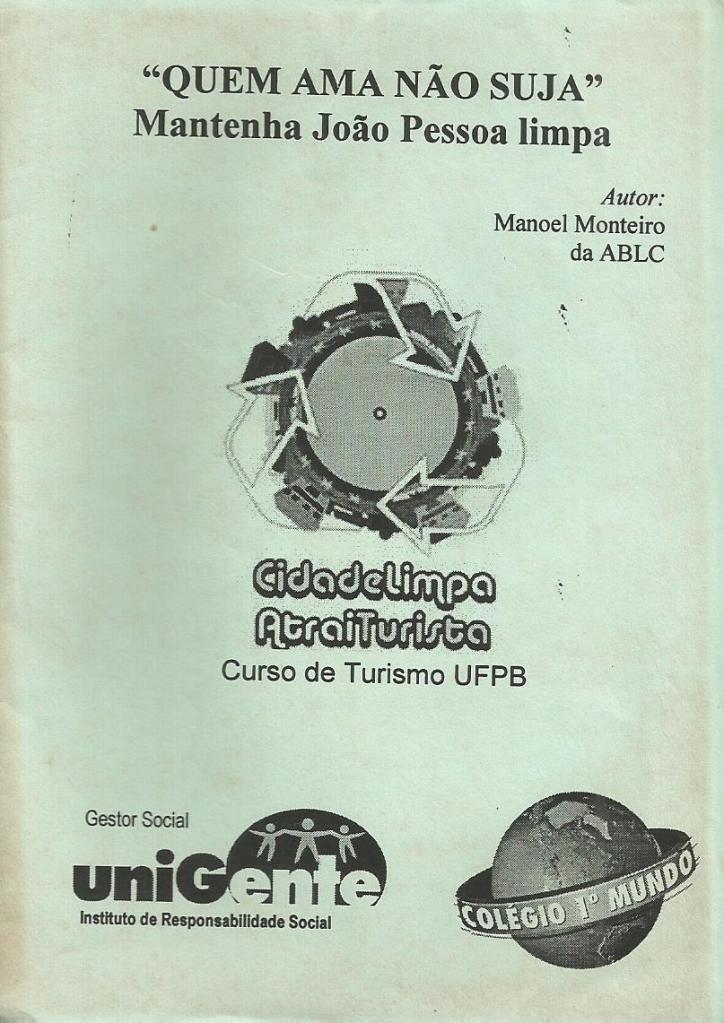 “QUEM AMA NÃO SUJA”
Mantenha João Pessoa limpa
Autor:
Manoel Monteiro
da ABLC
CidadeLimpa
AtraiTurista
Curso de Turismo UFPB
Gestor Social
uniGente
Instituto de Responsabilidade Social
COLÉGIO 1º MUNDO